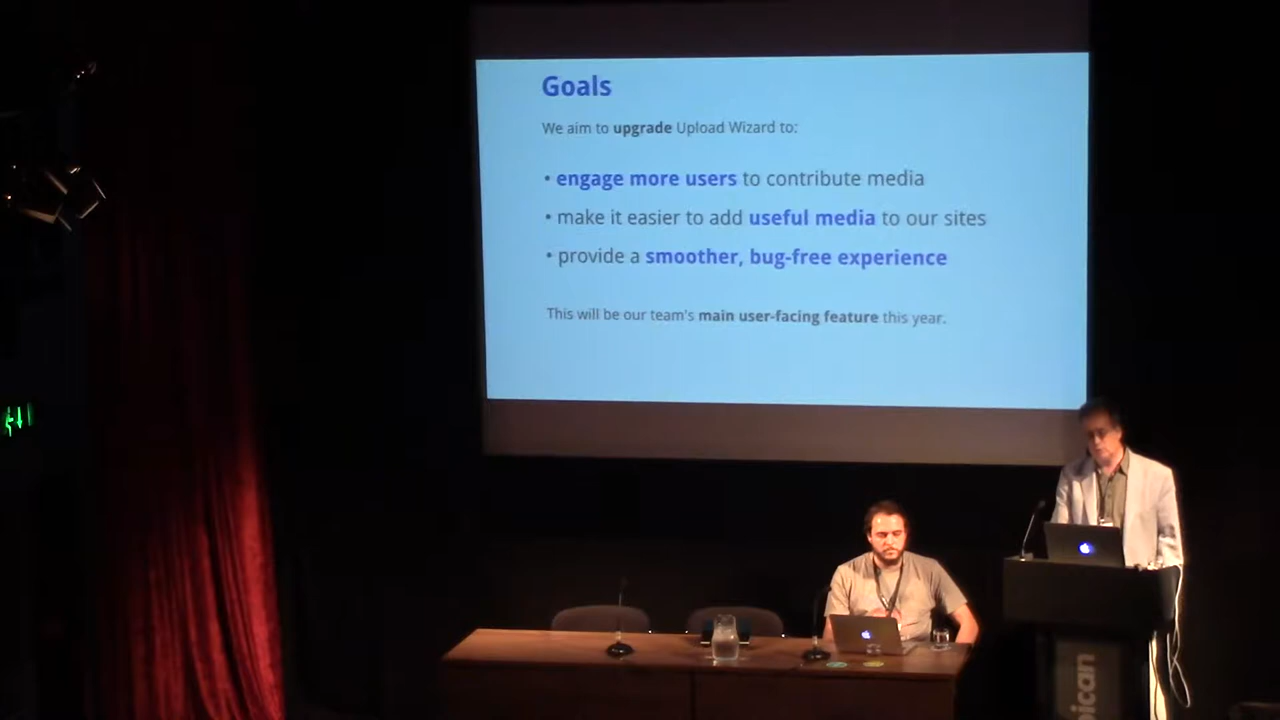 Goals
We aim to upgrade Upload Wizard to:
• engage more users to contribute media
• make it easier to add useful media to our sites
• provide a smoother, bug-free experience
This will be our team's main user-facing feature this year.
bican